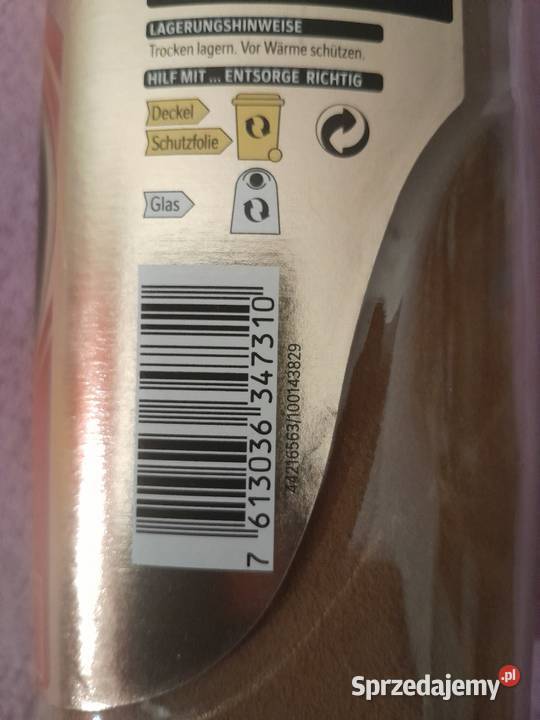 LAGERUNGSHINWEISE
Trocken lagern. Vor Wärme schützen.
HILF MIT ... ENTSORGE RICHTIG
Deckel
Schutzfolie
Glas
7 613036 347310
44216563/100143829
Sprzedajemy.pl